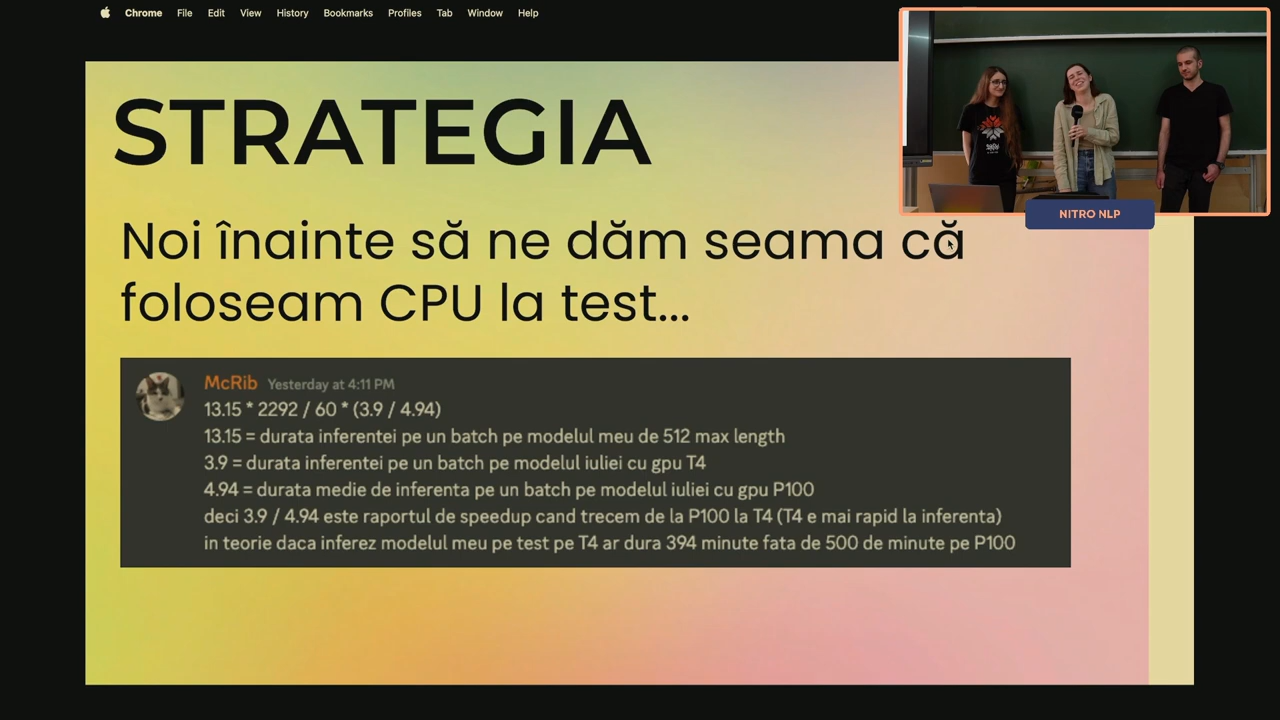 Chrome File Edit View History Bookmarks Profiles Tab Window Help
STRATEGIA
NITRO NLP
Noi înainte să ne dăm seama că
foloseam CPU la test...
McRib Yesterday at 4:11 PM
13.15 * 2292 / 60 * (3.9 / 4.94)
13.15 = durata inferentei pe un batch pe modelul meu de 512 max length
3.9 = durata inferentei pe un batch pe modelul iuliei cu gpu T4
4.94 = durata medie de inferenta pe un batch pe modelul iuliei cu gpu P100
deci 3.9 / 4.94 este raportul de speedup cand trecem de la P100 la T4 (T4 e mai rapid la inferenta)
in teorie daca inferez modelul meu pe test pe T4 ar dura 394 minute fata de 500 de minute pe P100